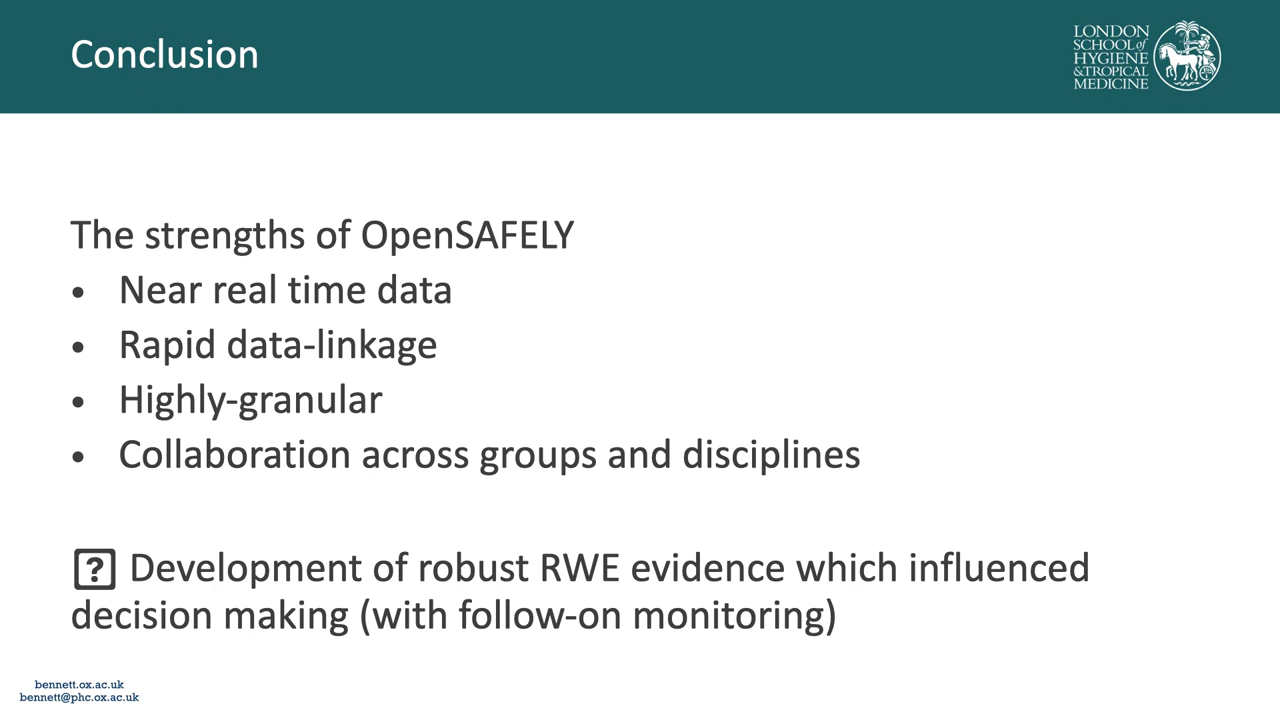 Conclusion
LONDON
SCHOOL of
HYGIENE
& TROPICAL
MEDICINE
The strengths of OpenSAFELY
• Near real time data
• Rapid data-linkage
• Highly-granular
• Collaboration across groups and disciplines
? Development of robust RWE evidence which influenced
decision making (with follow-on monitoring)
bennett.ox.ac.uk
bennett@phc.ox.ac.uk